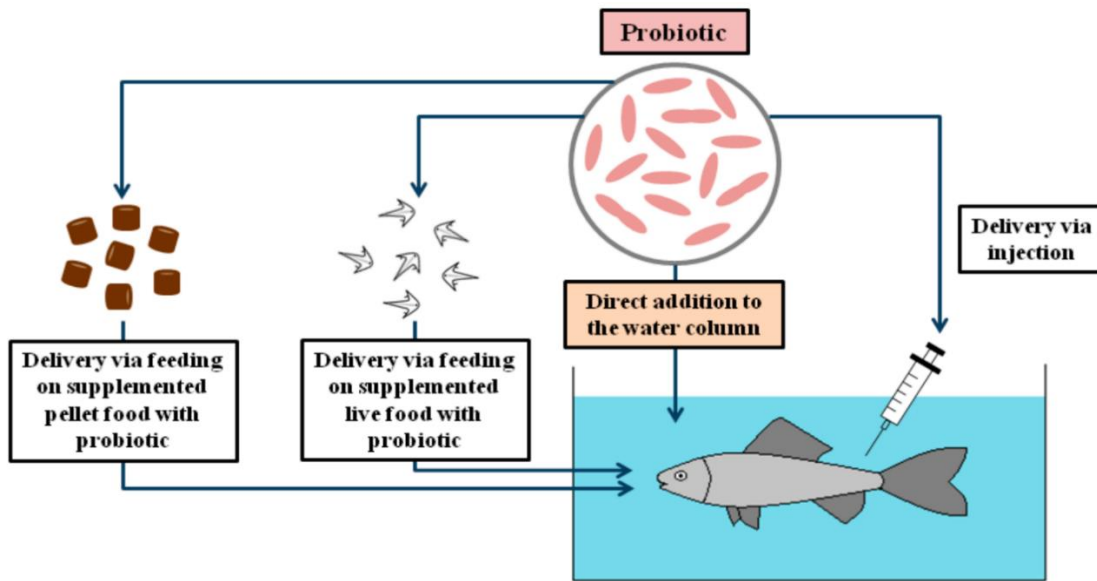 Probiotic
Delivery via
injection
Direct addition to
the water column
Delivery via feeding
on supplemented
pellet food with
probiotic
Delivery via feeding
on supplemented
live food with
probiotic